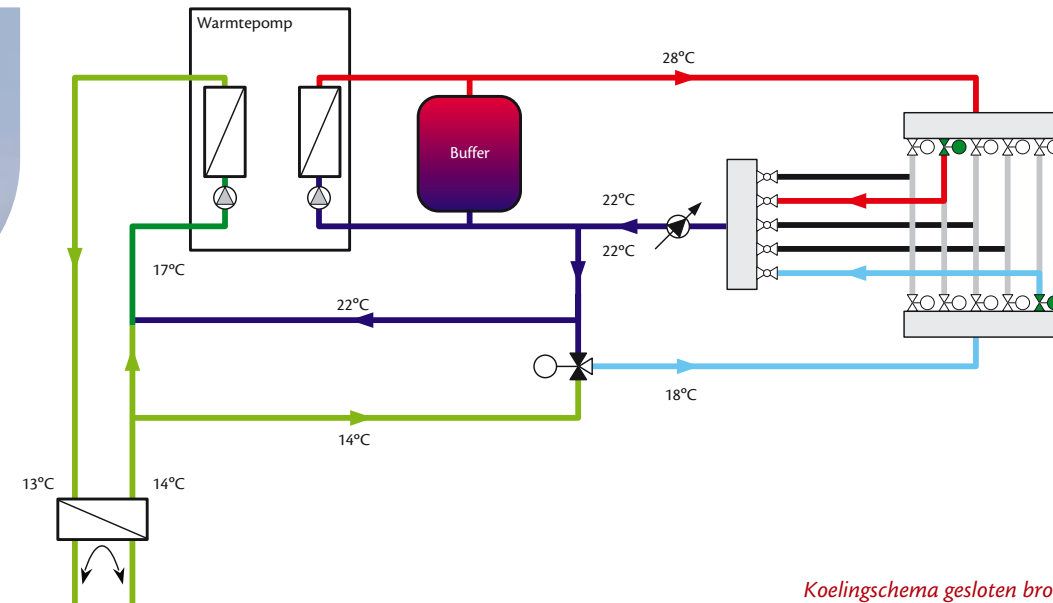 Warmtepomp
28°C
Buffer
22°C
22°C
17°C
22°C
18°C
14°C
13°C
14°C
Koelingschema gesloten bro